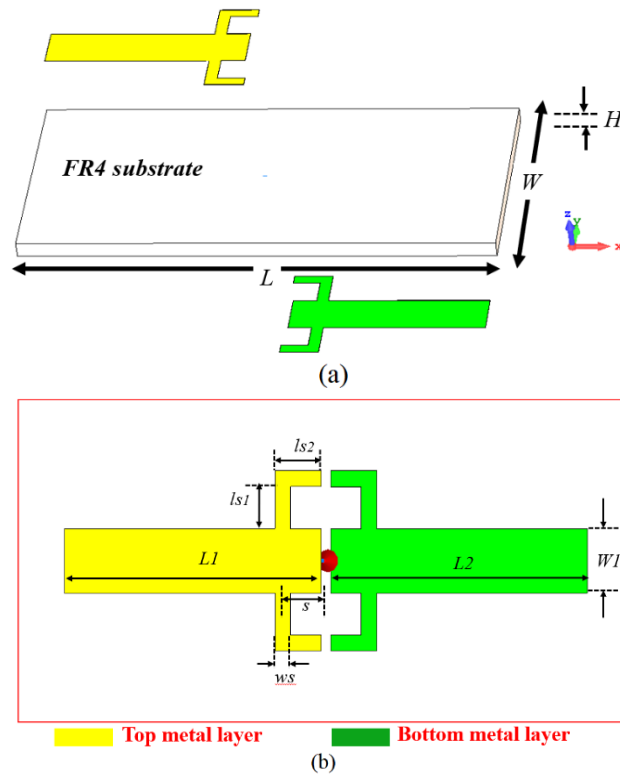 H
FR4 substrate
W
z
y
x
L
(a)
ls2
ls1
L1
L2
W1
s
ws
Top metal layer
Bottom metal layer
(b)